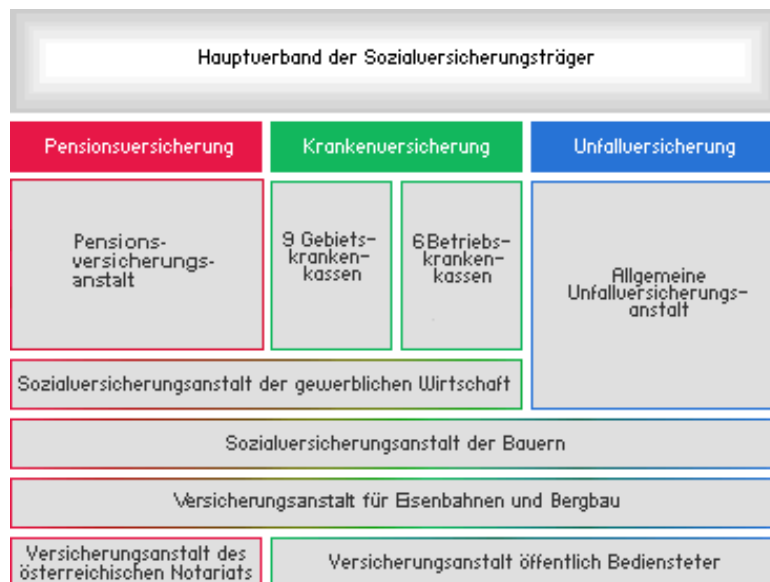 Hauptverband der Sozialversicherungsträger
Pensionsversicherung
Krankenversicherung
Unfallversicherung
Pensions-
versicherungs-
anstalt
9 Gebiets-
kranken-
kassen
6 Betriebs-
kranken-
kassen
Allgemeine
Unfallversicherungs-
anstalt
Sozialversicherungsanstalt der gewerblichen Wirtschaft
Sozialversicherungsanstalt der Bauern
Versicherungsanstalt für Eisenbahnen und Bergbau
Versicherungsanstalt des
österreichischen Notariats
Versicherungsanstalt öffentlich Bediensteter